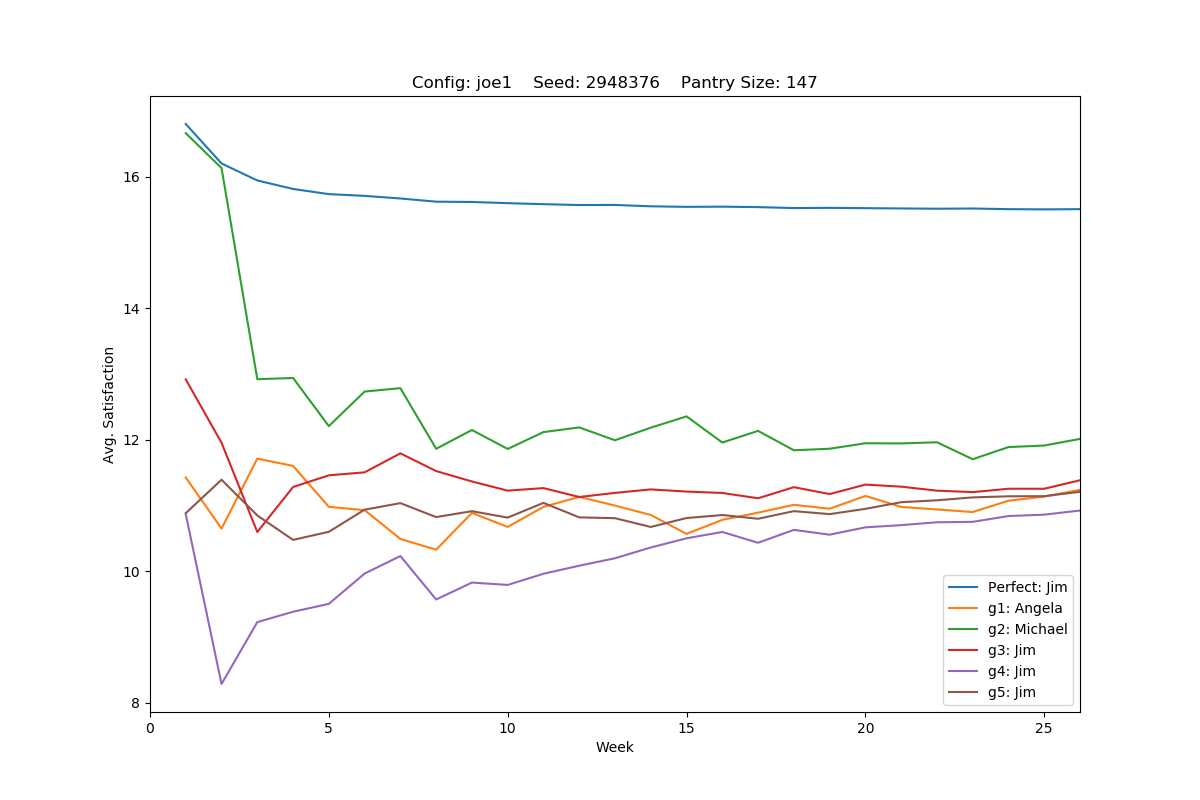 Config: joe1    Seed: 2948376    Pantry Size: 147
Avg. Satisfaction
16
14
12
10
8
0
5
10
15
20
25
Week
Perfect: Jim
g1: Angela
g2: Michael
g3: Jim
g4: Jim
g5: Jim